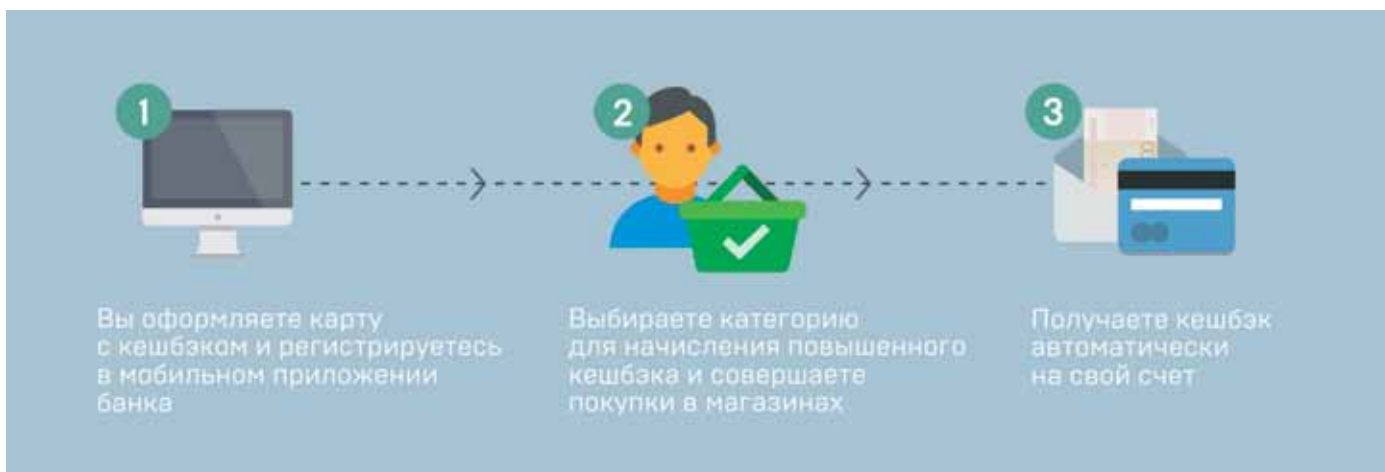 1
Вы оформляете карту
с кешбэком и регистрируетесь
в мобильном приложении
банка
2
Выбираете категорию
для начисления повышенного
кешбэка и совершаете
покупки в магазинах
3
Получаете кешбэк
автоматически
на свой счет